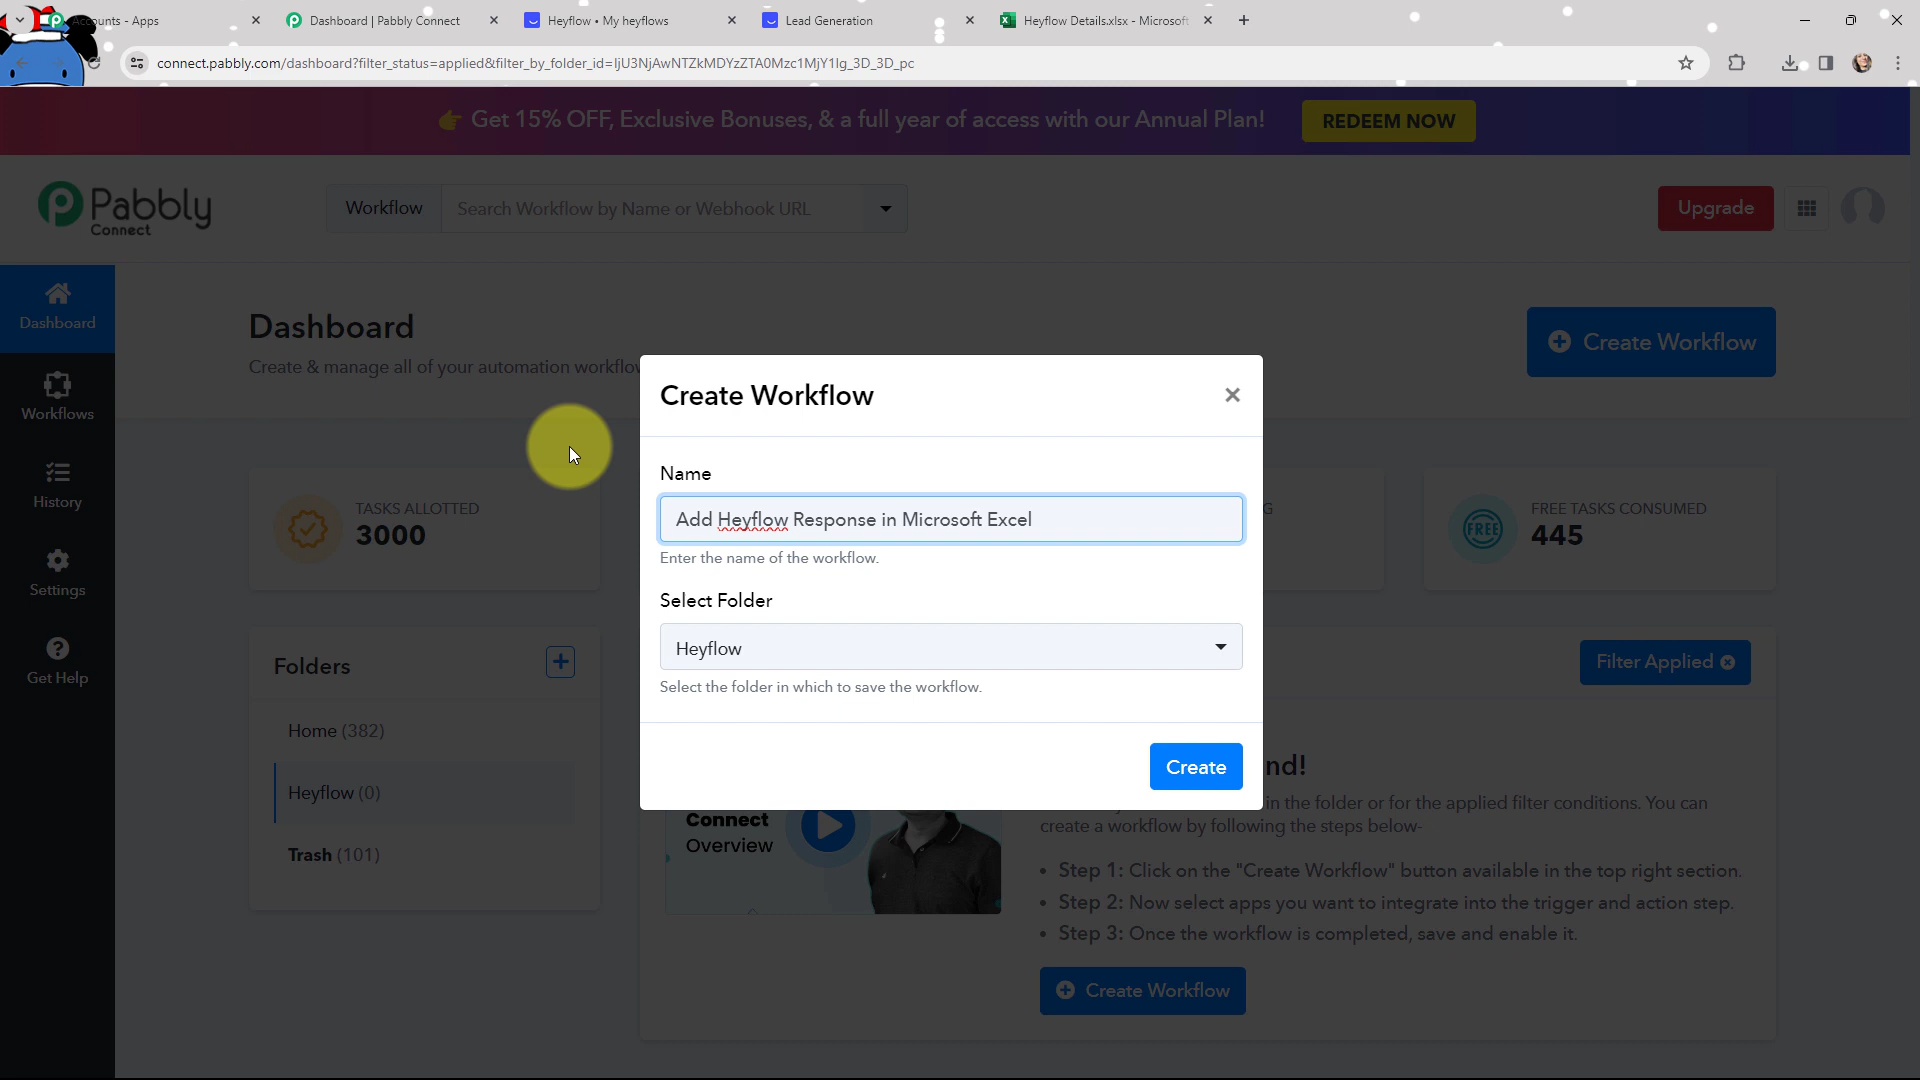 Accounts - Apps
Dashboard | Pabbly Connect
Heyflow • My heyflows
Lead Generation
Heyflow Details.xlsx - Microsoft
connect.pabbly.com/dashboard?filter_status=applied&filter_by_folder_id=IjU3NjAwNTZkMDYzZTA0Mzc1MjY1Ig_3D_3D_pc
👉 Get 15% OFF, Exclusive Bonuses, & a full year of access with our Annual Plan!
REDEEM NOW
Pabbly
Connect
Workflow
Search Workflow by Name or Webhook URL
Upgrade
Dashboard
Workflows
History
Settings
Get Help
Dashboard
Create & manage all of your automation workflo
Create Workflow
TASKS ALLOTTED
3000
G
FREE TASKS CONSUMED
445
FREE
Create Workflow
Name
Add Heyflow Response in Microsoft Excel
Enter the name of the workflow.
Select Folder
Heyflow
Select the folder in which to save the workflow.
Create
Folders
Home (382)
Heyflow (0)
Trash (101)
Filter Applied
Connect
Overview
nd!
in the folder or for the applied filter conditions. You can
create a workflow by following the steps below-
• Step 1: Click on the "Create Workflow" button available in the top right section.
• Step 2: Now select apps you want to integrate into the trigger and action step.
• Step 3: Once the workflow is completed, save and enable it.
Create Workflow